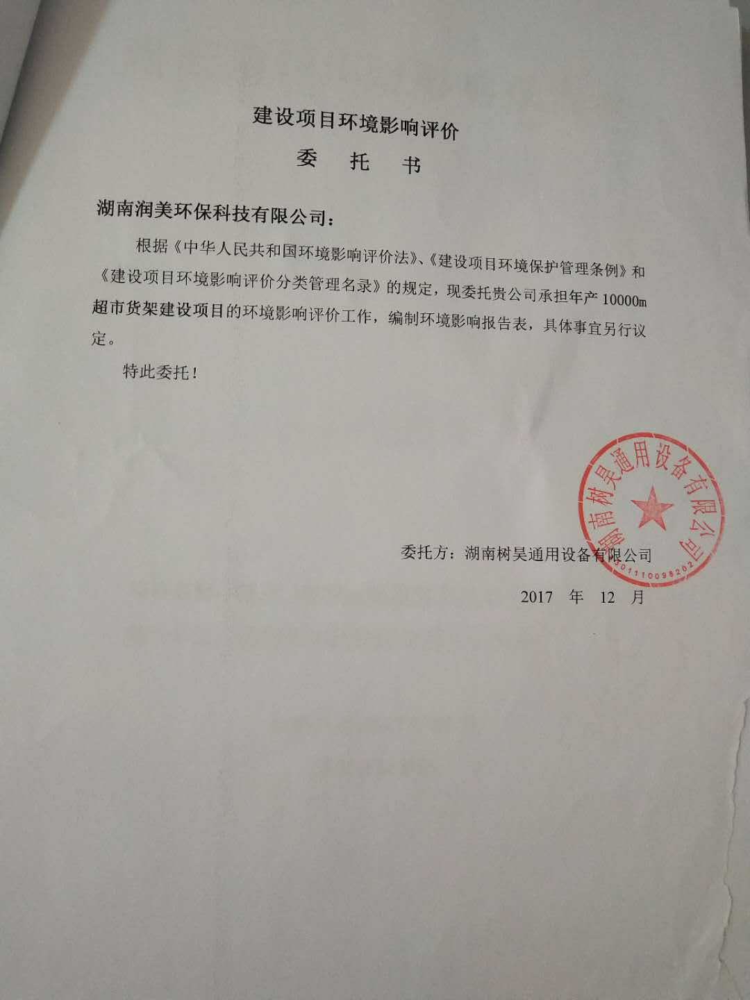 建设项目环境影响评价
委 托 书
湖南润美环保科技有限公司：
根据《中华人民共和国环境影响评价法》、《建设项目环境保护管理条例》和
《建设项目环境影响评价分类管理名录》的规定，现委托贵公司承担年产 10000m
超市货架建设项目的环境影响评价工作，编制环境影响报告表，具体事宜另行议
定。
特此委托！
湖南树昊通用设备有限公司
委托方：湖南树昊通用设备有限公司
2017 年 12 月